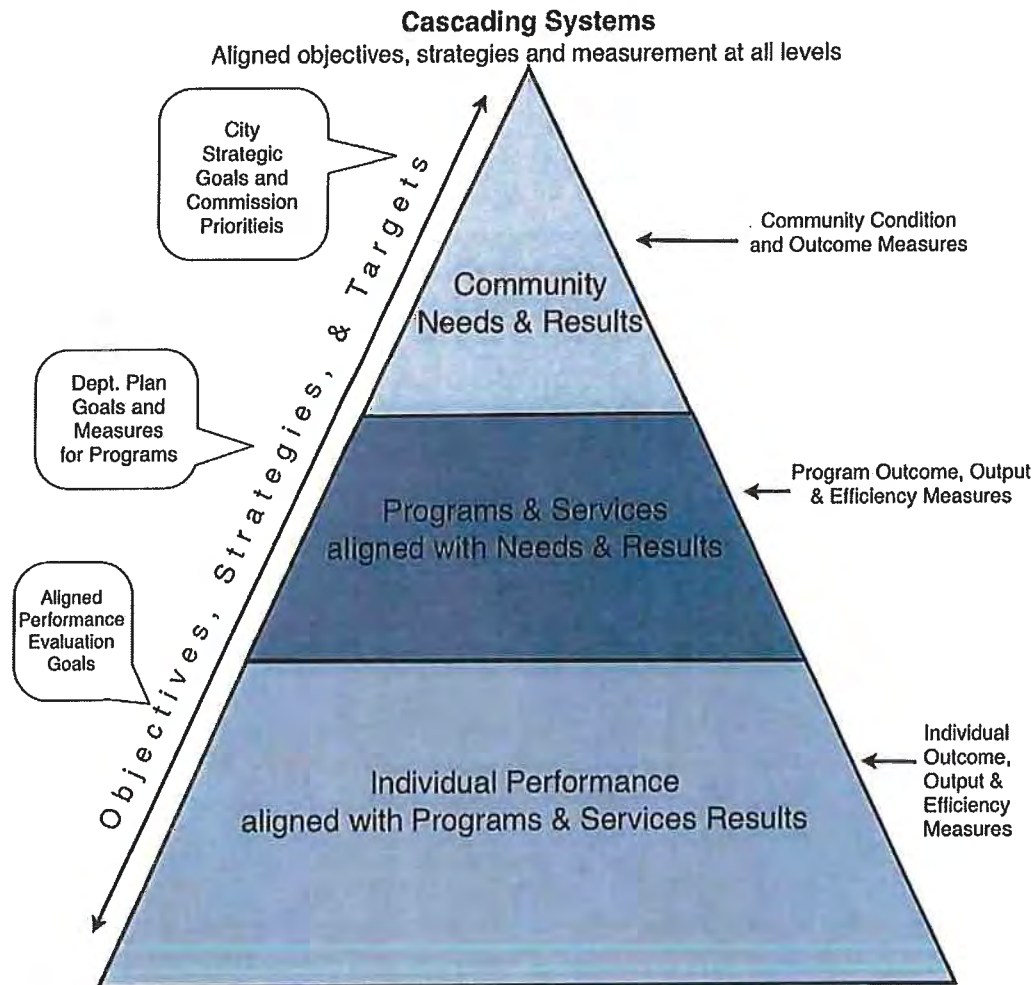 Cascading Systems
Aligned objectives, strategies and measurement at all levels
City
Strategic
Goals and
Commission
Prioritieis
Objectives, Strategies, & Targets
Community
Needs & Results
Community Condition
and Outcome Measures
Dept. Plan
Goals and
Measures
for Programs
Programs & Services
aligned with Needs & Results
Program Outcome, Output
& Efficiency Measures
Aligned
Performance
Evaluation
Goals
Individual Performance
aligned with Programs & Services Results
Individual
Outcome,
Output &
Efficiency
Measures